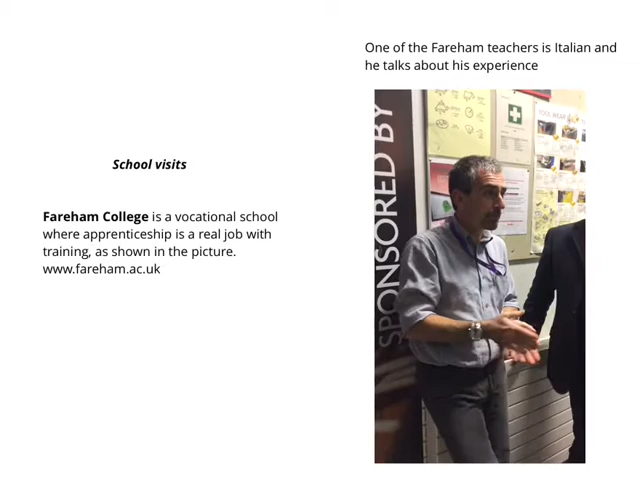 One of the Fareham teachers is Italian and
he talks about his experience
School visits
Fareham College is a vocational school
where apprenticeship is a real job with
training, as shown in the picture.
www.fareham.ac.uk
SPONSORED BY